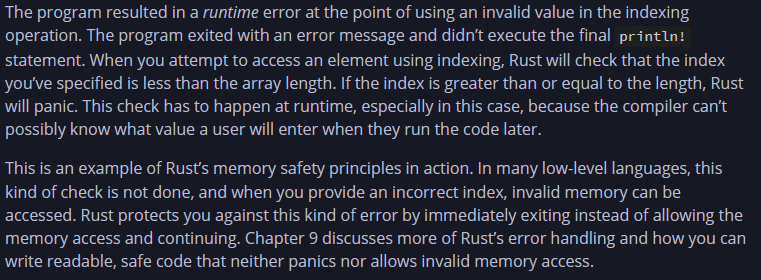 The program resulted in a runtime error at the point of using an invalid value in the indexing
operation. The program exited with an error message and didn’t execute the final println!
statement. When you attempt to access an element using indexing, Rust will check that the index
you’ve specified is less than the array length. If the index is greater than or equal to the length, Rust
will panic. This check has to happen at runtime, especially in this case, because the compiler can’t
possibly know what value a user will enter when they run the code later.
This is an example of Rust’s memory safety principles in action. In many low-level languages, this
kind of check is not done, and when you provide an incorrect index, invalid memory can be
accessed. Rust protects you against this kind of error by immediately exiting instead of allowing the
memory access and continuing. Chapter 9 discusses more of Rust’s error handling and how you can
write readable, safe code that neither panics nor allows invalid memory access.